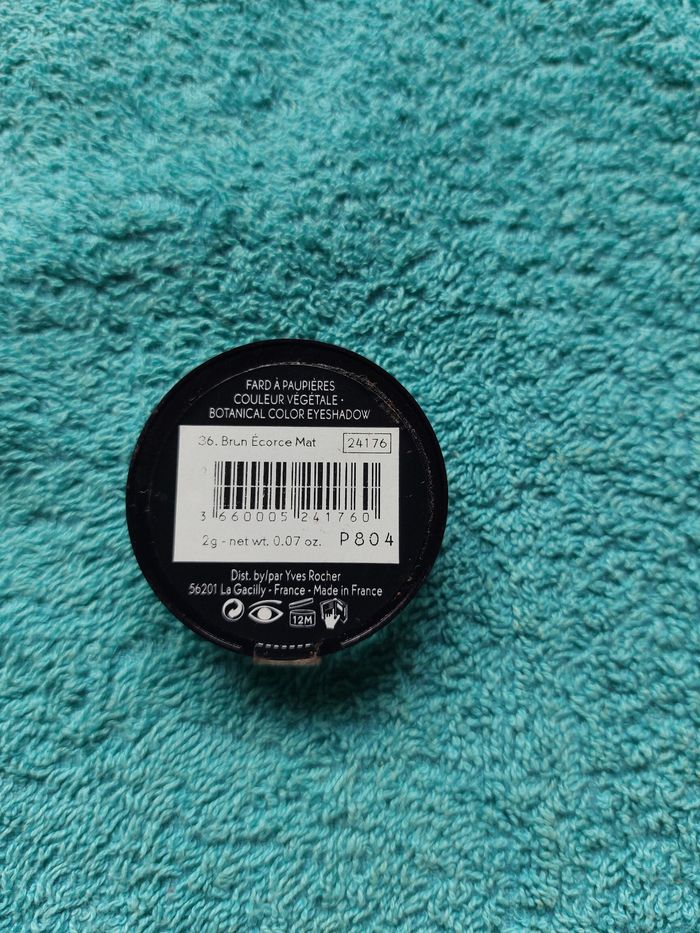 FARD À PAUPIÈRES
COULEUR VÉGÉTALE •
BOTANICAL COLOR EYESHADOW
36. Brun Écorce Mat 24176
3 660005 241760
2g - net wt. 0.07 oz. P804
Dist. by/par Yves Rocher
56201 La Gacilly - France - Made in France
12M